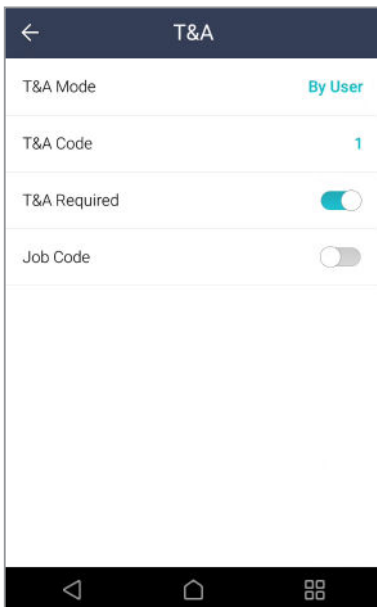 T&A
T&A Mode By User
T&A Code 1
T&A Required
Job Code